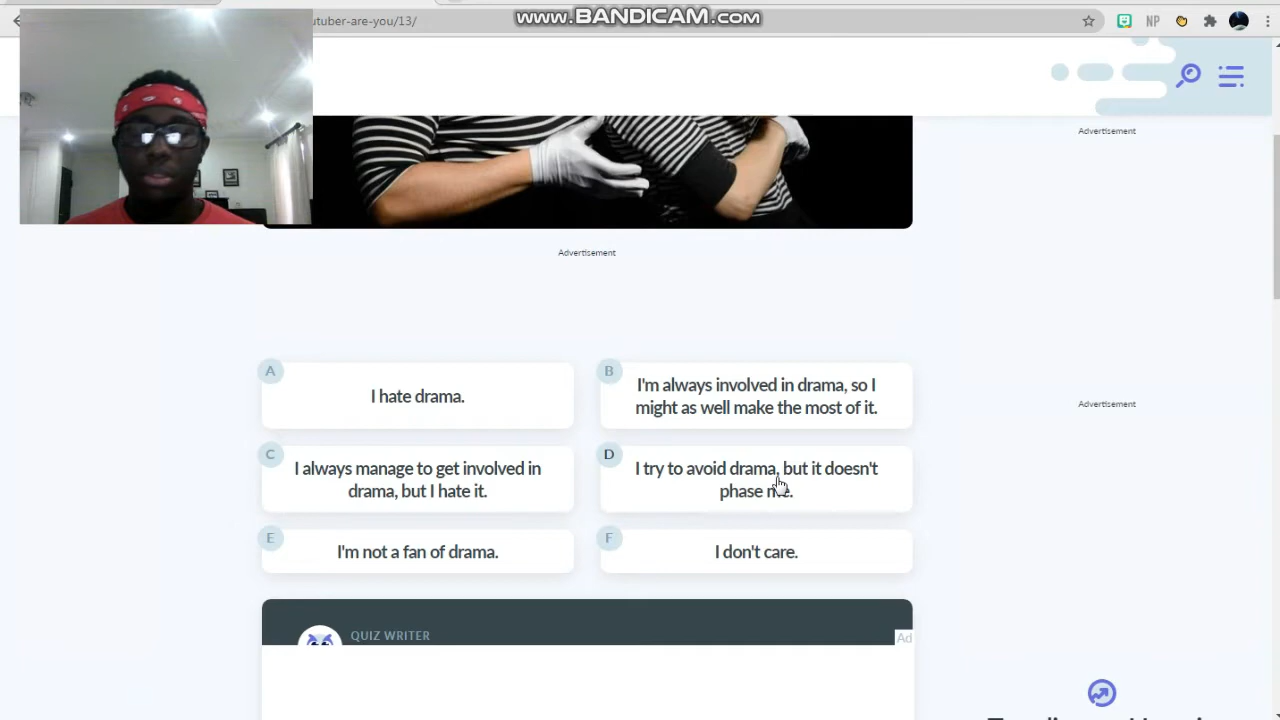 www.BANDICAM.com
utuber-are-you/13/
NP
Advertisement
Advertisement
A
I hate drama.
B
I'm always involved in drama, so I
might as well make the most of it.
Advertisement
C
I always manage to get involved in
drama, but I hate it.
D
I try to avoid drama, but it doesn't
phase me.
E
I'm not a fan of drama.
F
I don't care.
QUIZ WRITER
Ad